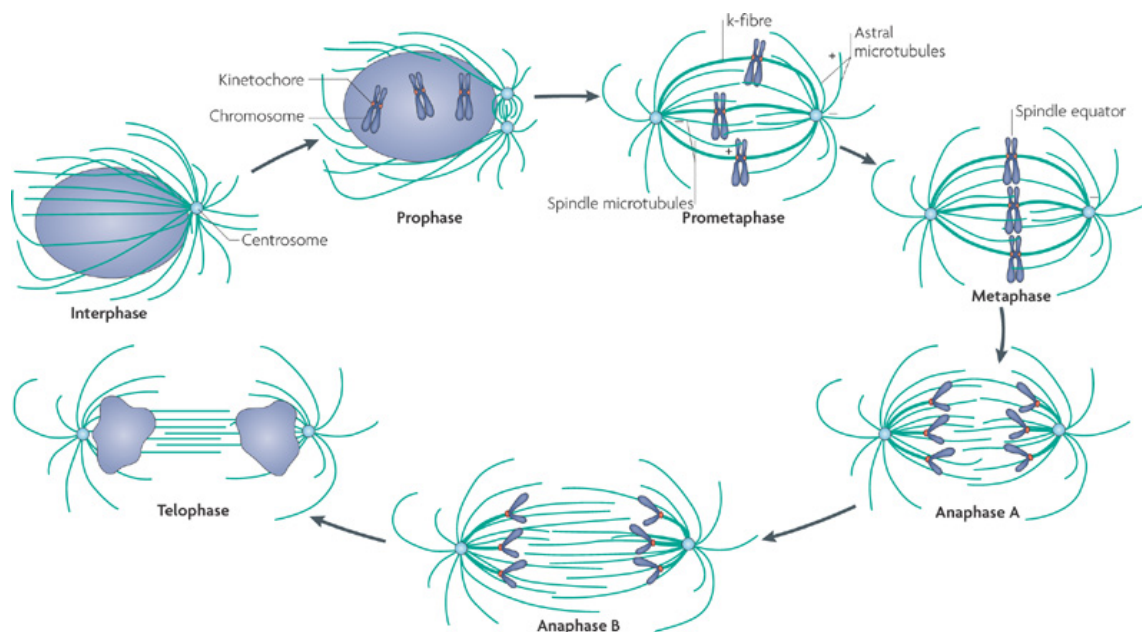 k-fibre
Astral
microtubules
+
Kinetochore
Chromosome
Spindle equator
+
Spindle microtubules
Prophase
Prometaphase
Centrosome
Interphase
Metaphase
Telophase
Anaphase A
Anaphase B